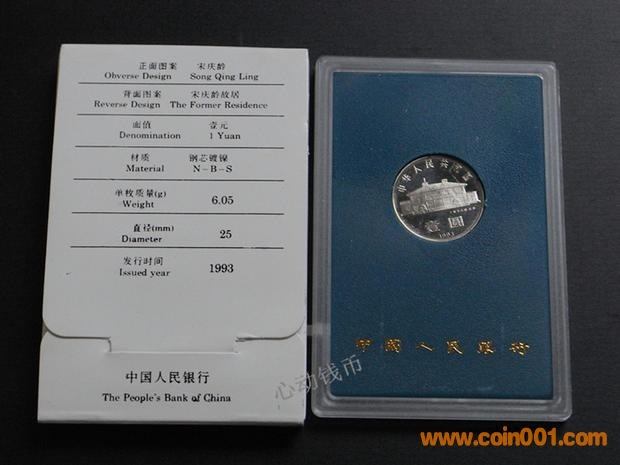 正面图案 宋庆龄
Obverse Design Song Qing Ling
背面图案 宋庆龄故居
Reverse Design The Former Residence
面值 壹元
Denomination 1 Yuan
材质 钢芯镀镍
Material N-B-S
单枚质量(g)
Weight 6.05
直径(mm)
Diameter 25
发行时间
Issued year 1993
中国人民银行
The People's Bank of China
中华人民共和国
壹圆
1993
中國人民銀行
心动钱币
www.coin001.com